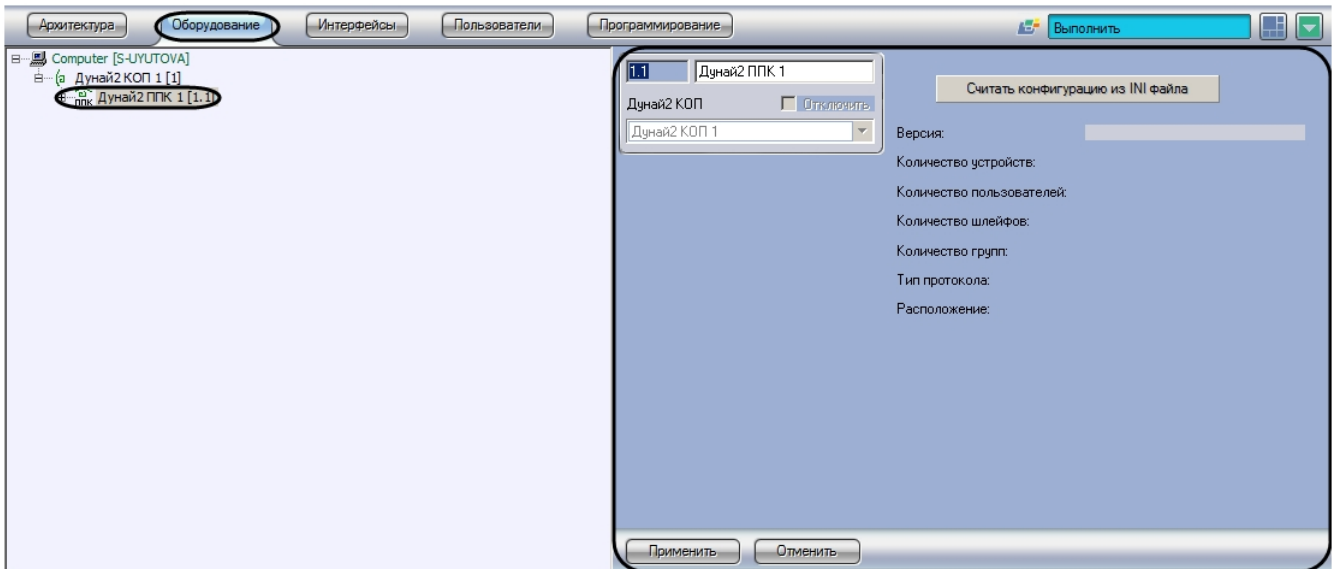 Архитектура Оборудование Интерфейсы Пользователи Программирование Выполнить
Computer [S-UYUTOVA]
Дунай2 КОП 1 [1]
ппк Дунай2 ППК 1 [1.1]
1.1 Дунай2 ППК 1
Дунай2 КОП Отключить
Дунай2 КОП 1
Считать конфигурацию из INI файла
Версия:
Количество устройств:
Количество пользователей:
Количество шлейфов:
Количество групп:
Тип протокола:
Расположение:
Применить Отменить